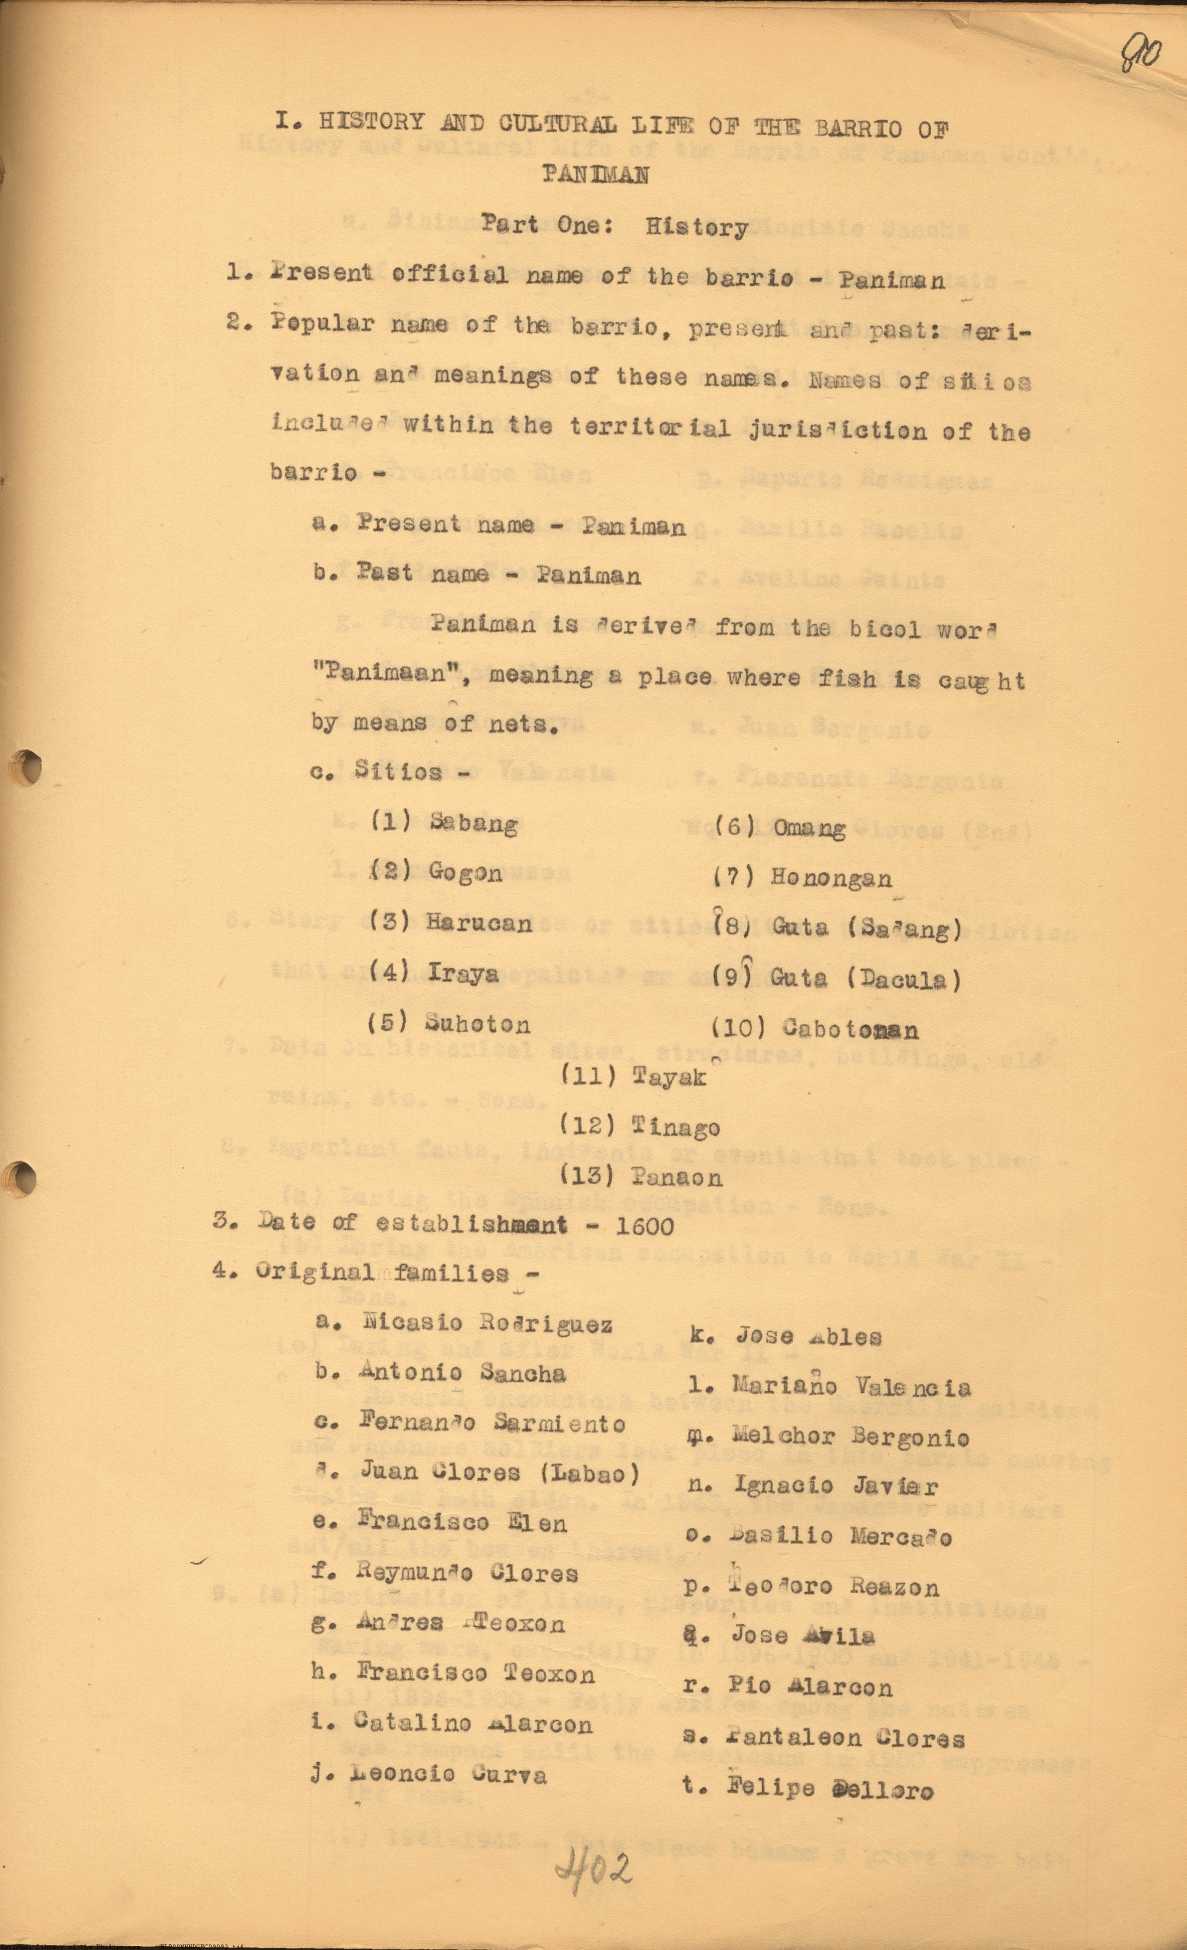 90
I. HISTORY AND CULTURAL LIFE OF THE BARRIO OF
PANIMAN
Part One: History
1. Present official name of the barrio - Paniman
2. Popular name of the barrio, present and past: deri-
vation and meanings of these names. Names of sitios
included within the territorial jurisdiction of the
barrio -
a. Present name - Paniman
b. Past name - Paniman
Paniman is derived from the bicol word
"Panimaan", meaning a place where fish is caught
by means of nets.
c. Sitios -
(1) Sabang (6) Omang
(2) Gogon (7) Honongan
(3) Harucan (8) Guta (Sadang)
(4) Iraya (9) Guta (Dacula)
(5) Suhoton (10) Cabotonan
(11) Tayak
(12) Tinago
(13) Panaon
3. Date of establishment - 1600
4. Original families -
a. Nicasio Rodriguez k. Jose Ables
b. Antonio Sancha l. Mariaño Valencia
c. Fernando Sarmiento m. Melchor Bergonio
d. Juan Clores (Labao) n. Ignacio Javier
e. Francisco Elen o. Basilio Mercado
f. Reymundo Clores p. Teodoro Reazon
g. Andres Teoxon q. Jose Avila
h. Francisco Teoxon r. Pio Alarcon
i. Catalino Alarcon s. Pantaleon Clores
j. Leoncio Curva t. Felipe Delloro
402